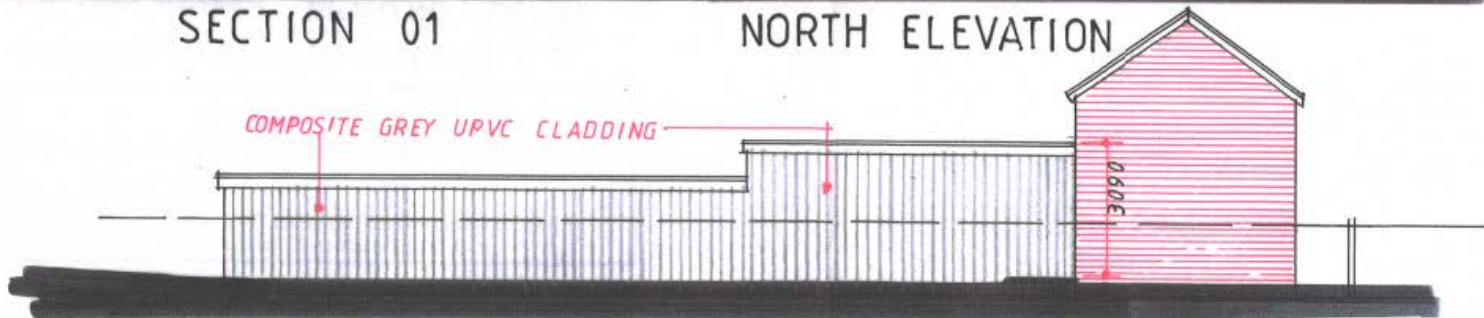 SECTION 01
NORTH ELEVATION
COMPOSITE GREY UPVC CLADDING
3090